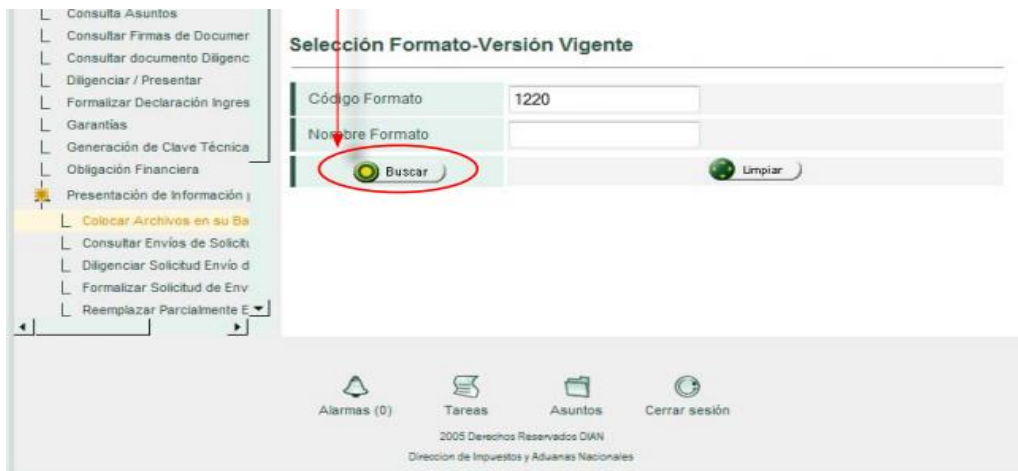 Consulta Asuntos
Consultar Firmas de Documer
Consultar documento Diligenc
Diligenciar / Presentar
Formalizar Declaración Ingres
Garantías
Generación de Clave Técnica
Obligación Financiera
Presentación de Información p
Colocar Archivos en su Ba
Consultar Envíos de Solicitu
Diligenciar Solicitud Envío d
Formalizar Solicitud de Env
Reemplazar Parcialmente E
Selección Formato-Versión Vigente
Código Formato 1220
Nombre Formato
Buscar Limpiar
Alarmas (0) Tareas Asuntos Cerrar sesión
2005 Derechos Reservados DIAN
Direccion de Impuestos y Aduanas Nacionales